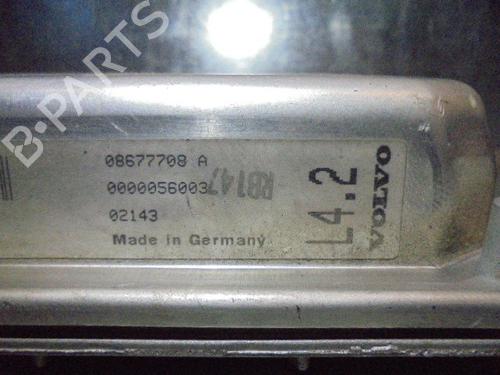 B-PARTS
08677708 A
0000056003
RB147
02143
Made in Germany
L4.2
VOLVO